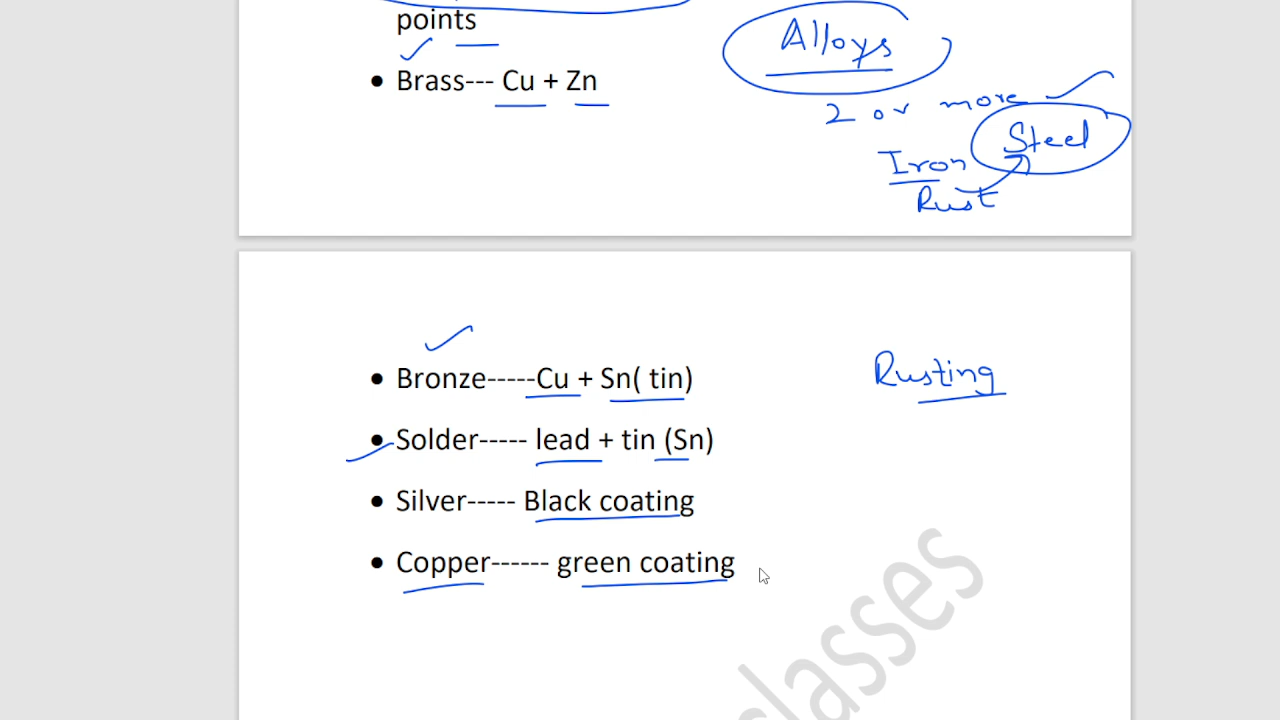 points
Alloys
• Brass--- Cu + Zn
2 or more
Steel
Iron
Rust
• Bronze-----Cu + Sn( tin)
Rusting
• Solder----- lead + tin (Sn)
• Silver----- Black coating
• Copper------ green coating
classes